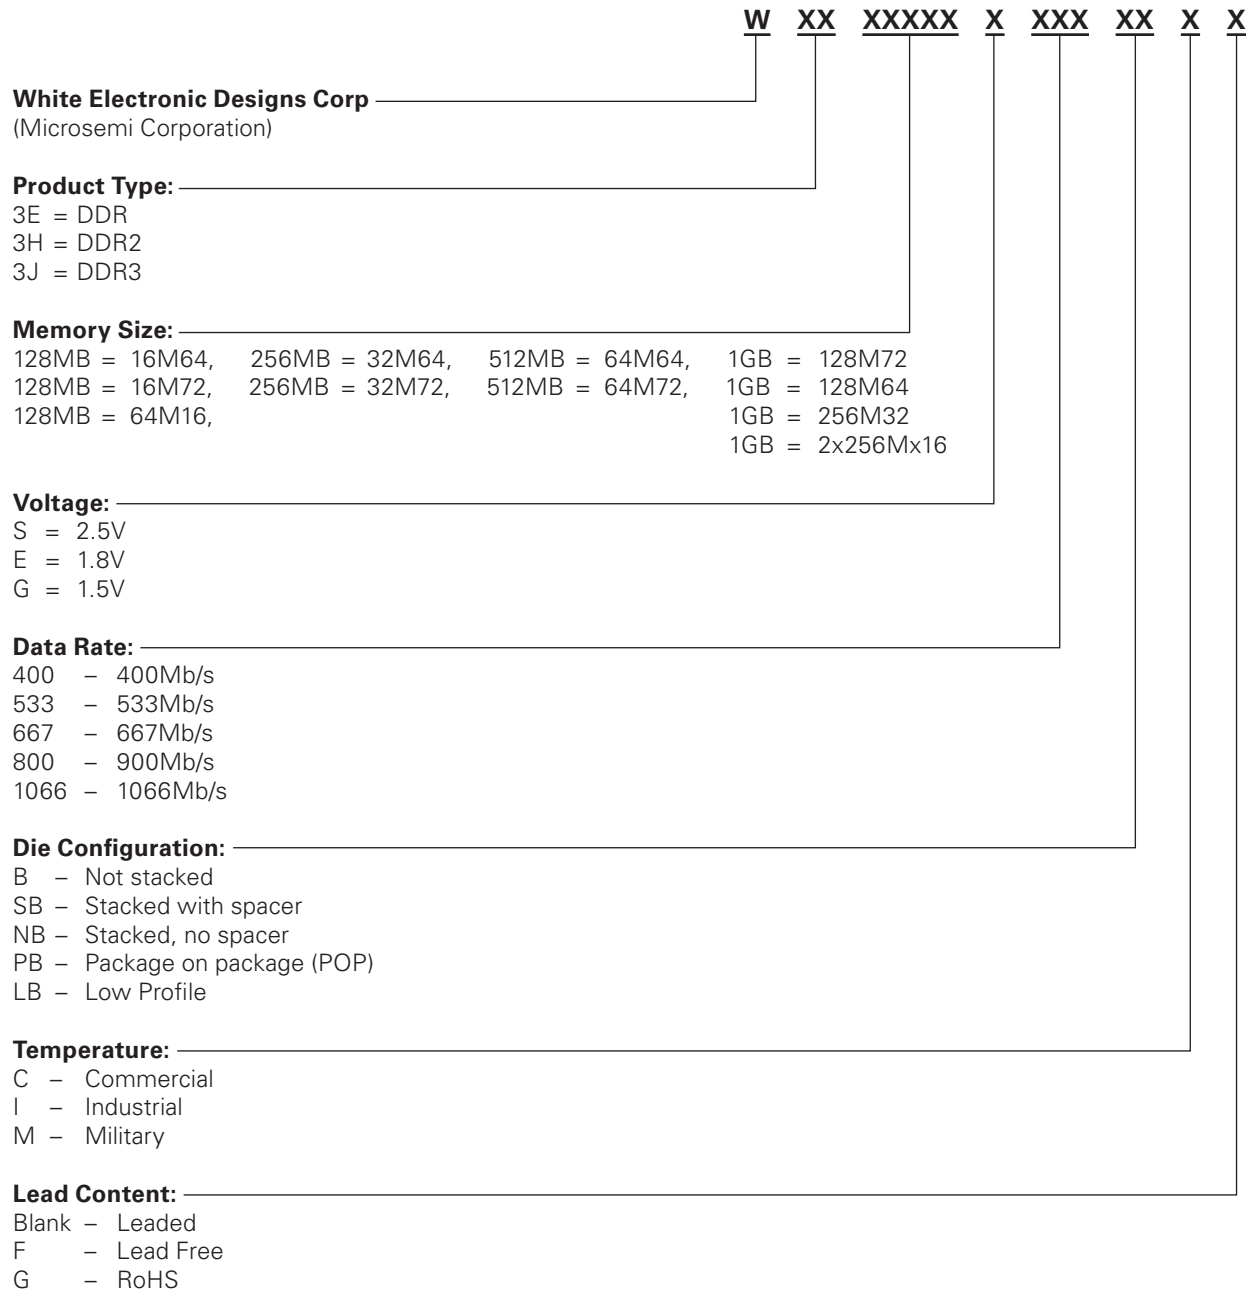 W XX XXXXX X XXX XX X X
White Electronic Designs Corp
(Microsemi Corporation)
Product Type:
3E = DDR
3H = DDR2
3J = DDR3
Memory Size:
128MB = 16M64, 256MB = 32M64, 512MB = 64M64, 1GB = 128M72
128MB = 16M72, 256MB = 32M72, 512MB = 64M72, 1GB = 128M64
128MB = 64M16, 1GB = 256M32
1GB = 2x256Mx16
Voltage:
S = 2.5V
E = 1.8V
G = 1.5V
Data Rate:
400 – 400Mb/s
533 – 533Mb/s
667 – 667Mb/s
800 – 900Mb/s
1066 – 1066Mb/s
Die Configuration:
B – Not stacked
SB – Stacked with spacer
NB – Stacked, no spacer
PB – Package on package (POP)
LB – Low Profile
Temperature:
C – Commercial
I – Industrial
M – Military
Lead Content:
Blank – Leaded
F – Lead Free
G – RoHS